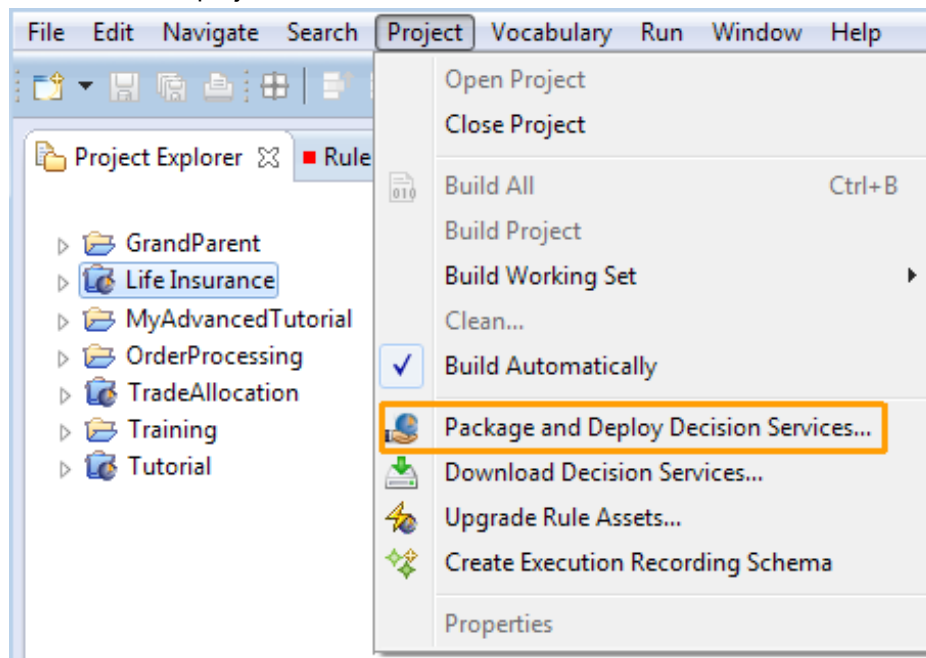 File Edit Navigate Search Project Vocabulary Run Window Help
Project Explorer Rule
GrandParent
Life Insurance
MyAdvancedTutorial
OrderProcessing
TradeAllocation
Training
Tutorial
Open Project
Close Project
010 Build All Ctrl+B
Build Project
Build Working Set
Clean...
Build Automatically
Package and Deploy Decision Services...
Download Decision Services...
Upgrade Rule Assets...
Create Execution Recording Schema
Properties